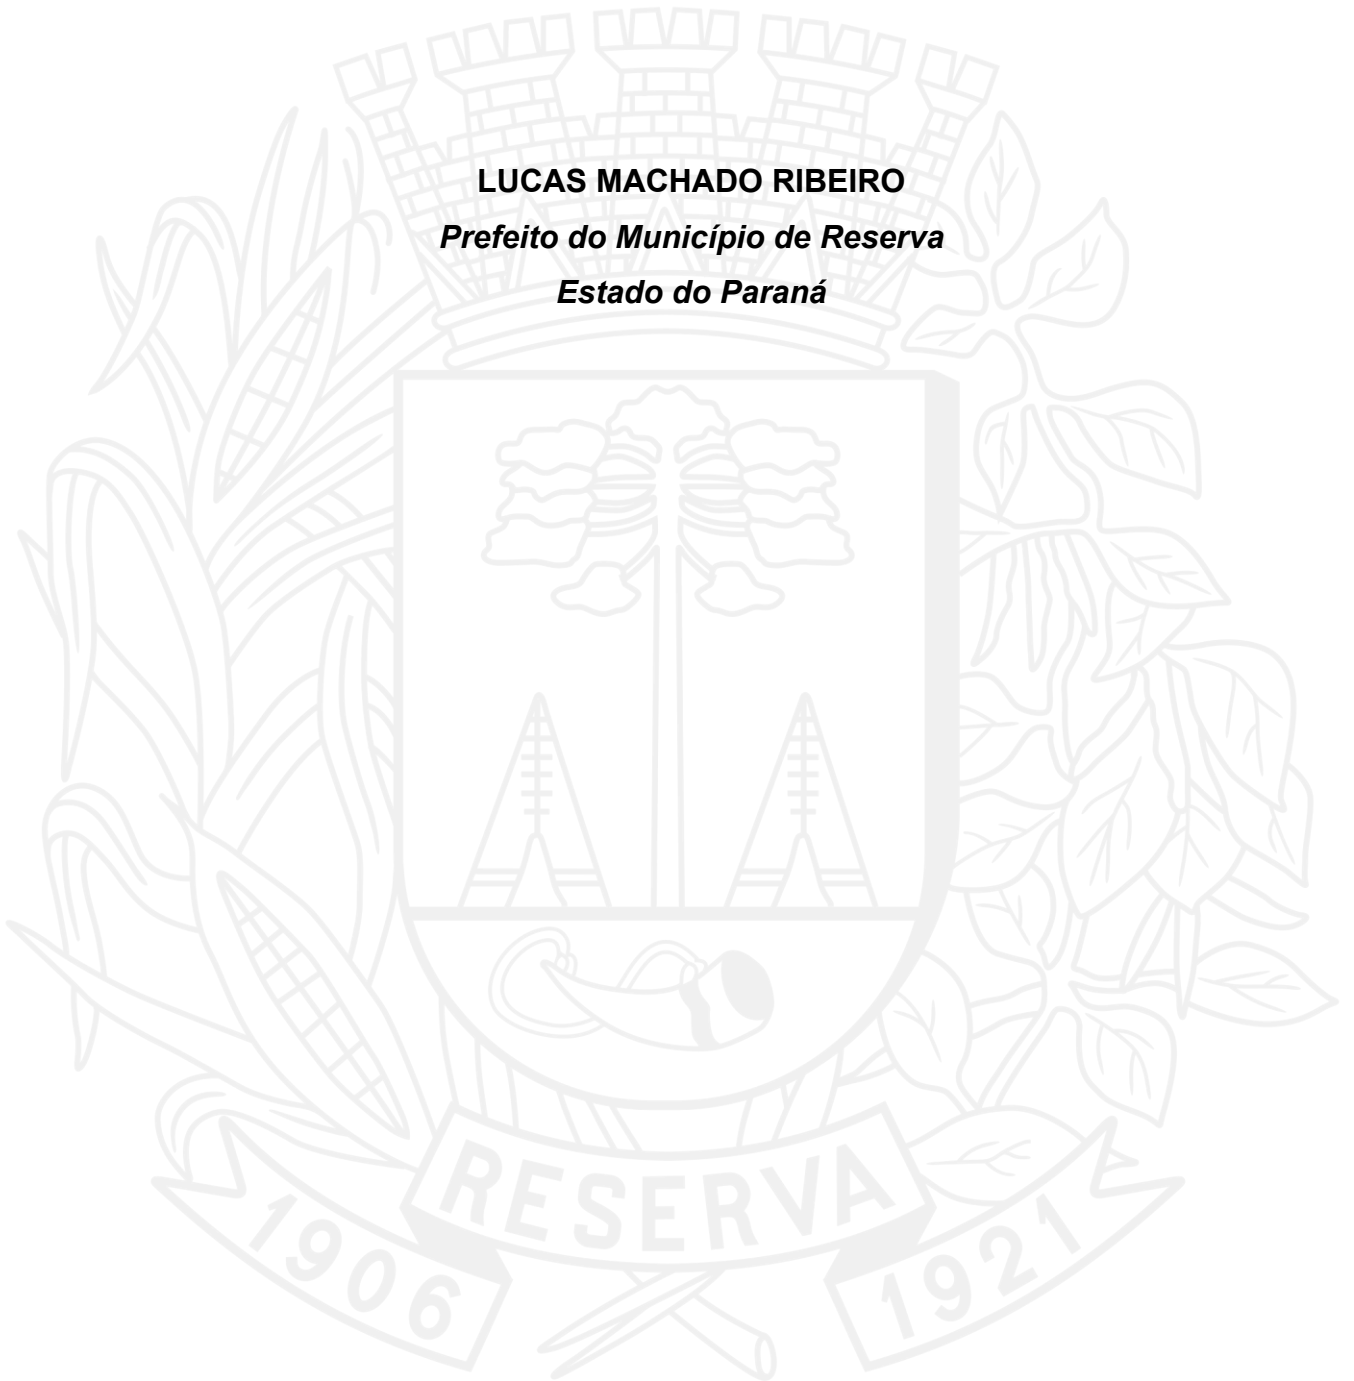 LUCAS MACHADO RIBEIRO
Prefeito do Município de Reserva
Estado do Paraná
RESERVA
1906
1921